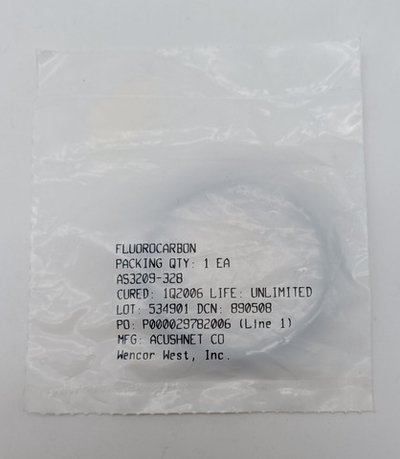 FLUOROCARBON
PACKING QTY: 1 EA
AS3209-328
CURED: 1Q2006 LIFE: UNLIMITED
LOT: 534901 DCN: 890508
PO: P000029782006 (Line 1)
MFG: ACUSHNET CO
Wencor West, Inc.